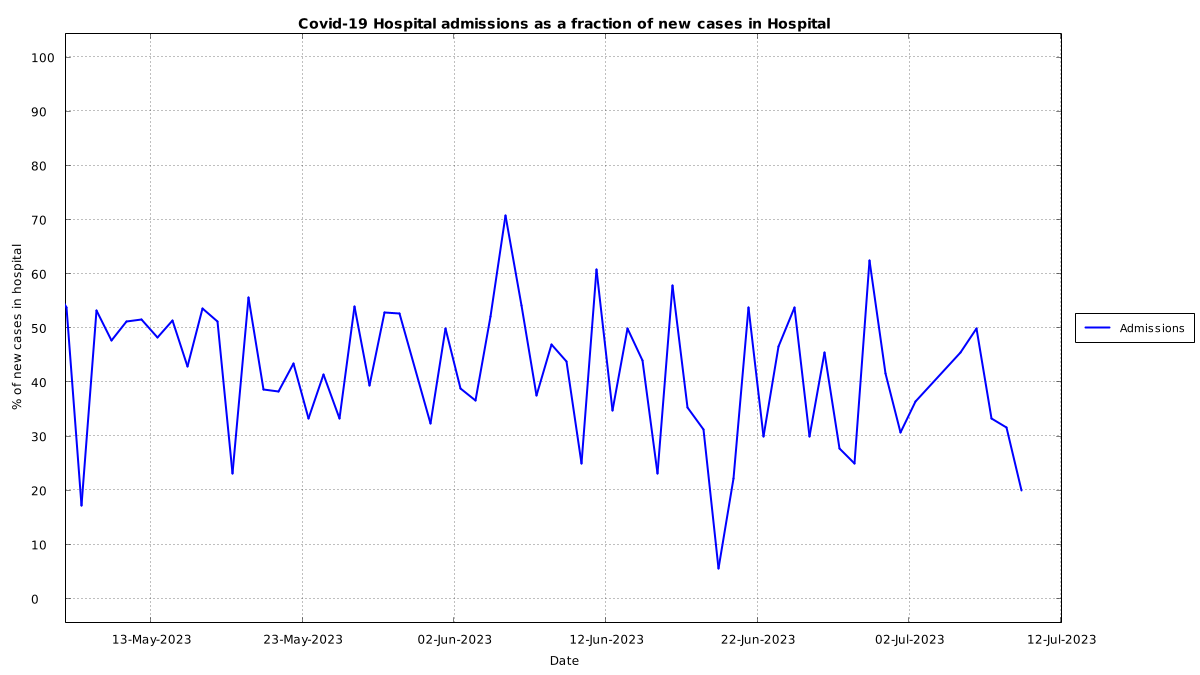 Covid-19 Hospital admissions as a fraction of new cases in Hospital
100
90
80
70
60
50
40
30
20
10
0
% of new cases in hospital
13-May-2023
23-May-2023
02-Jun-2023
12-Jun-2023
22-Jun-2023
02-Jul-2023
12-Jul-2023
Date
Admissions